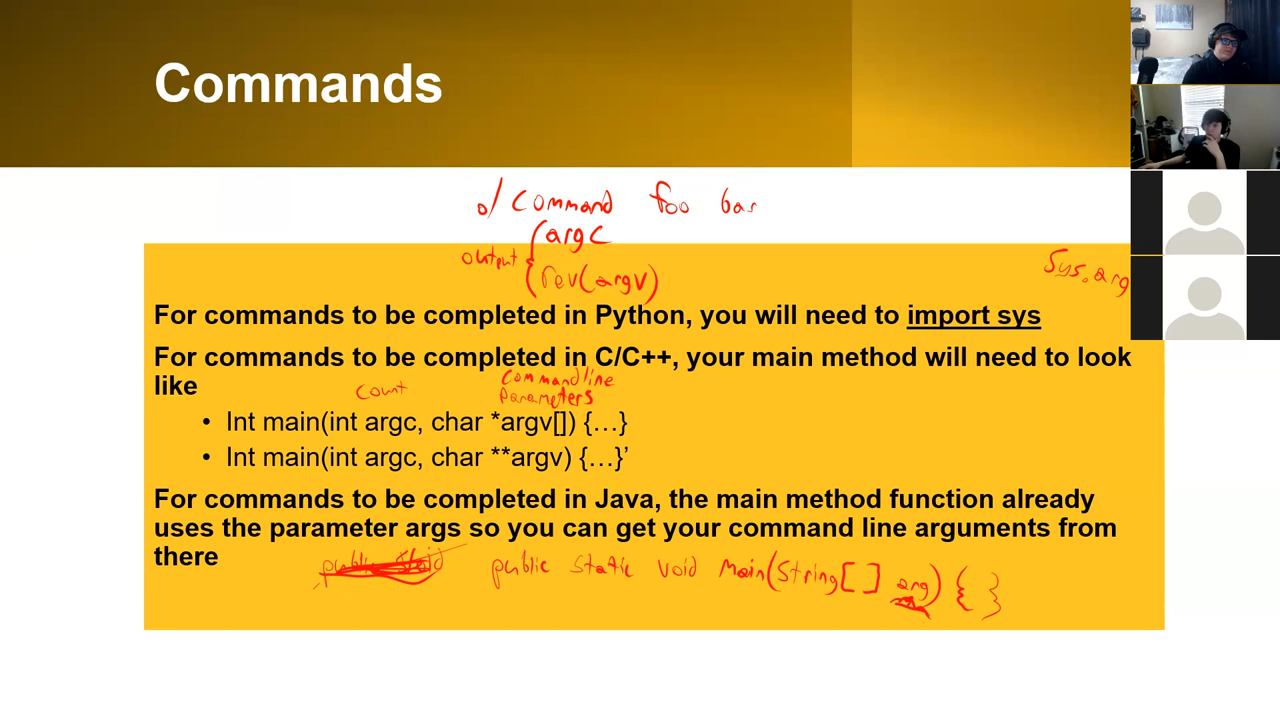 Commands
o/ command foo bar
argc
output { rev(argv)
sys.arg
For commands to be completed in Python, you will need to import sys
For commands to be completed in C/C++, your main method will need to look
like
count
Commandline
parameters
• Int main(int argc, char *argv[]) {…}
• Int main(int argc, char **argv) {…}’
For commands to be completed in Java, the main method function already
uses the parameter args so you can get your command line arguments from
there
public static void main(String[] arg) { }